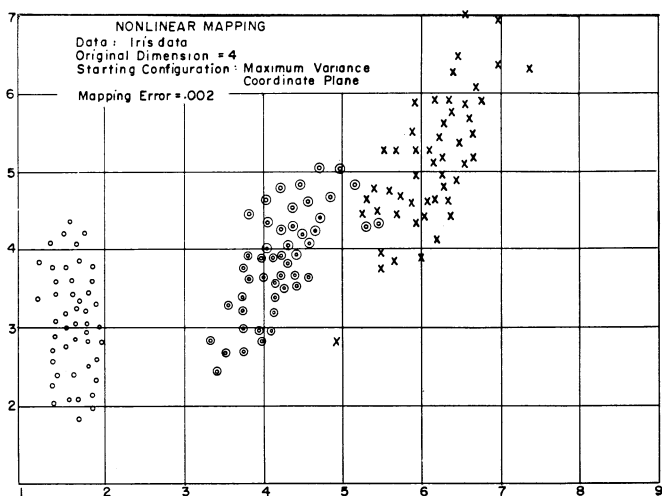 NONLINEAR MAPPING
Data: Iris data
Original Dimension = 4
Starting Configuration: Maximum Variance
Coordinate Plane
Mapping Error = .002
7
6
5
4
3
2
1
1 2 3 4 5 6 7 8 9